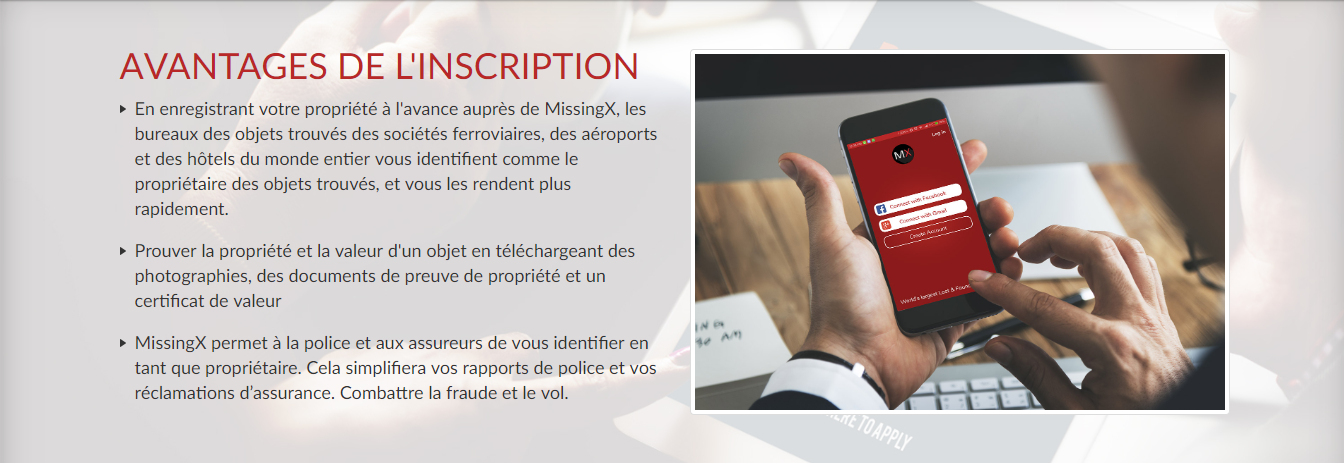 AVANTAGES DE L'INSCRIPTION
En enregistrant votre propriété à l'avance auprès de MissingX, les
bureaux des objets trouvés des sociétés ferroviaires, des aéroports
et des hôtels du monde entier vous identifient comme le
propriétaire des objets trouvés, et vous les rendent plus
rapidement.
Prouver la propriété et la valeur d'un objet en téléchargeant des
photographies, des documents de preuve de propriété et un
certificat de valeur
MissingX permet à la police et aux assureurs de vous identifier en
tant que propriétaire. Cela simplifiera vos rapports de police et vos
réclamations d’assurance. Combattre la fraude et le vol.
Log in
MX
Connect with Facebook
Connect with Gmail
Create Account
World's largest Lost & Found
AM
HERE TO APPLY